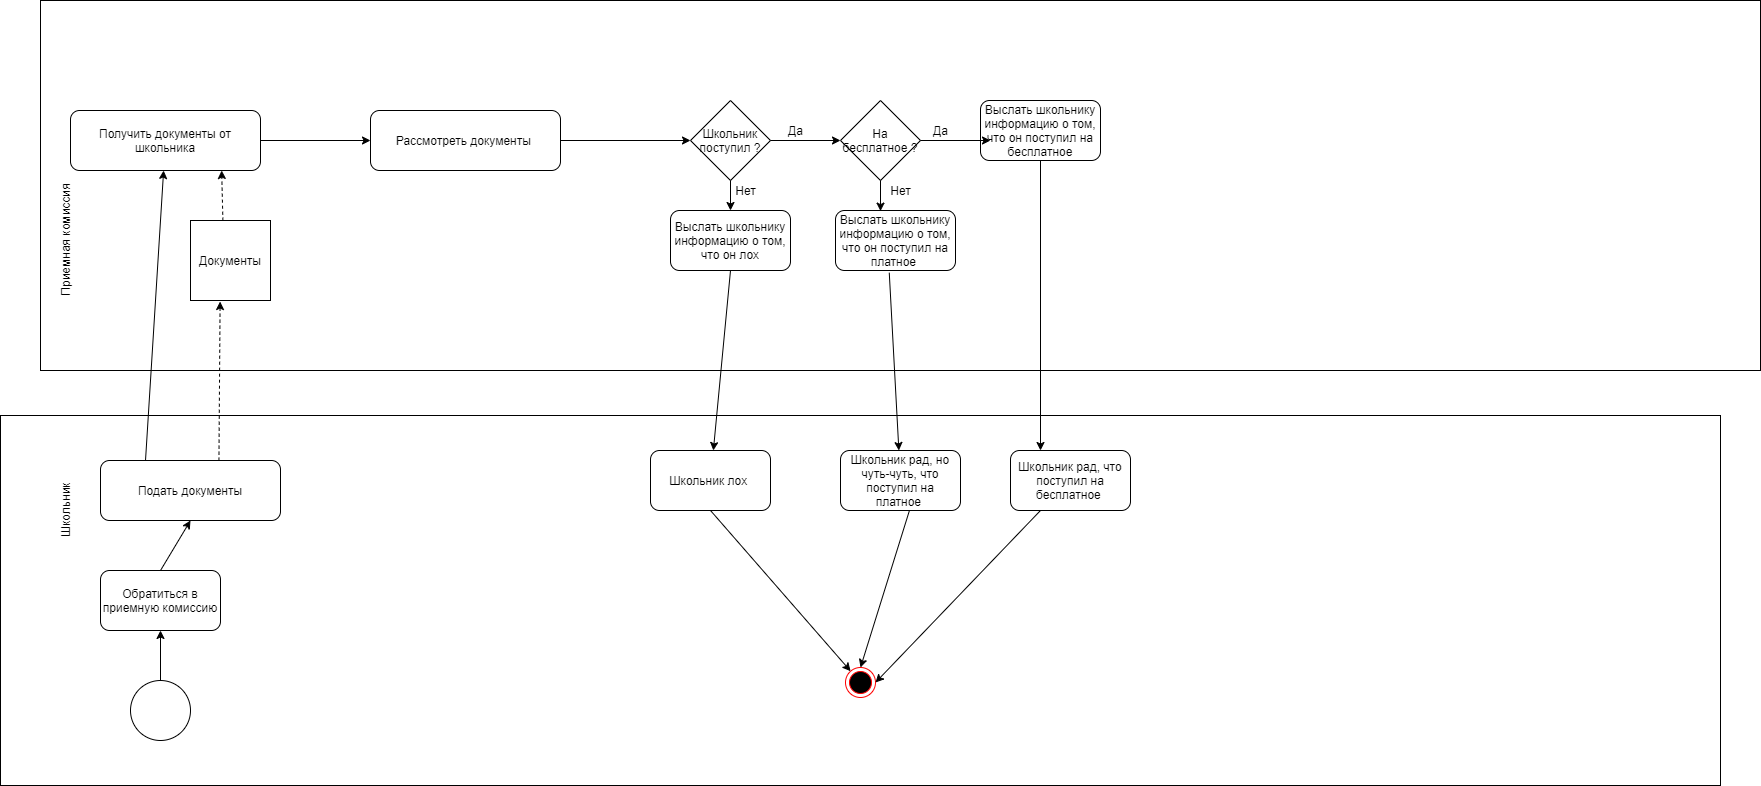 Приемная комиссия
Получить документы от
школьника
Рассмотреть документы
Школьник
поступил ?
Да
На
бесплатное ?
Да
Выслать школьнику
информацию о том,
что он поступил на
бесплатное
Нет
Нет
Выслать школьнику
информацию о том,
что он лох
Выслать школьнику
информацию о том,
что он поступил на
платное
Документы
Школьник
Подать документы
Школьник лох
Школьник рад, но
чуть-чуть, что
поступил на
платное
Школьник рад, что
поступил на
бесплатное
Обратиться в
приемную комиссию